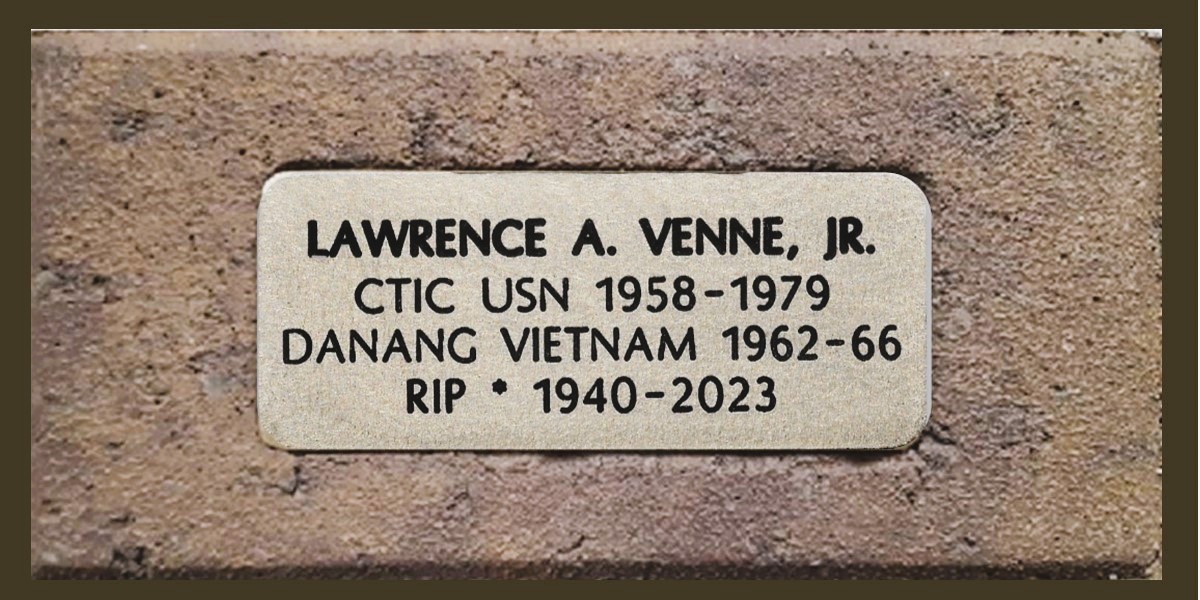 LAWRENCE A. VENNE, JR.
CTIC USN 1958-1979
DANANG VIETNAM 1962-66
RIP * 1940-2023